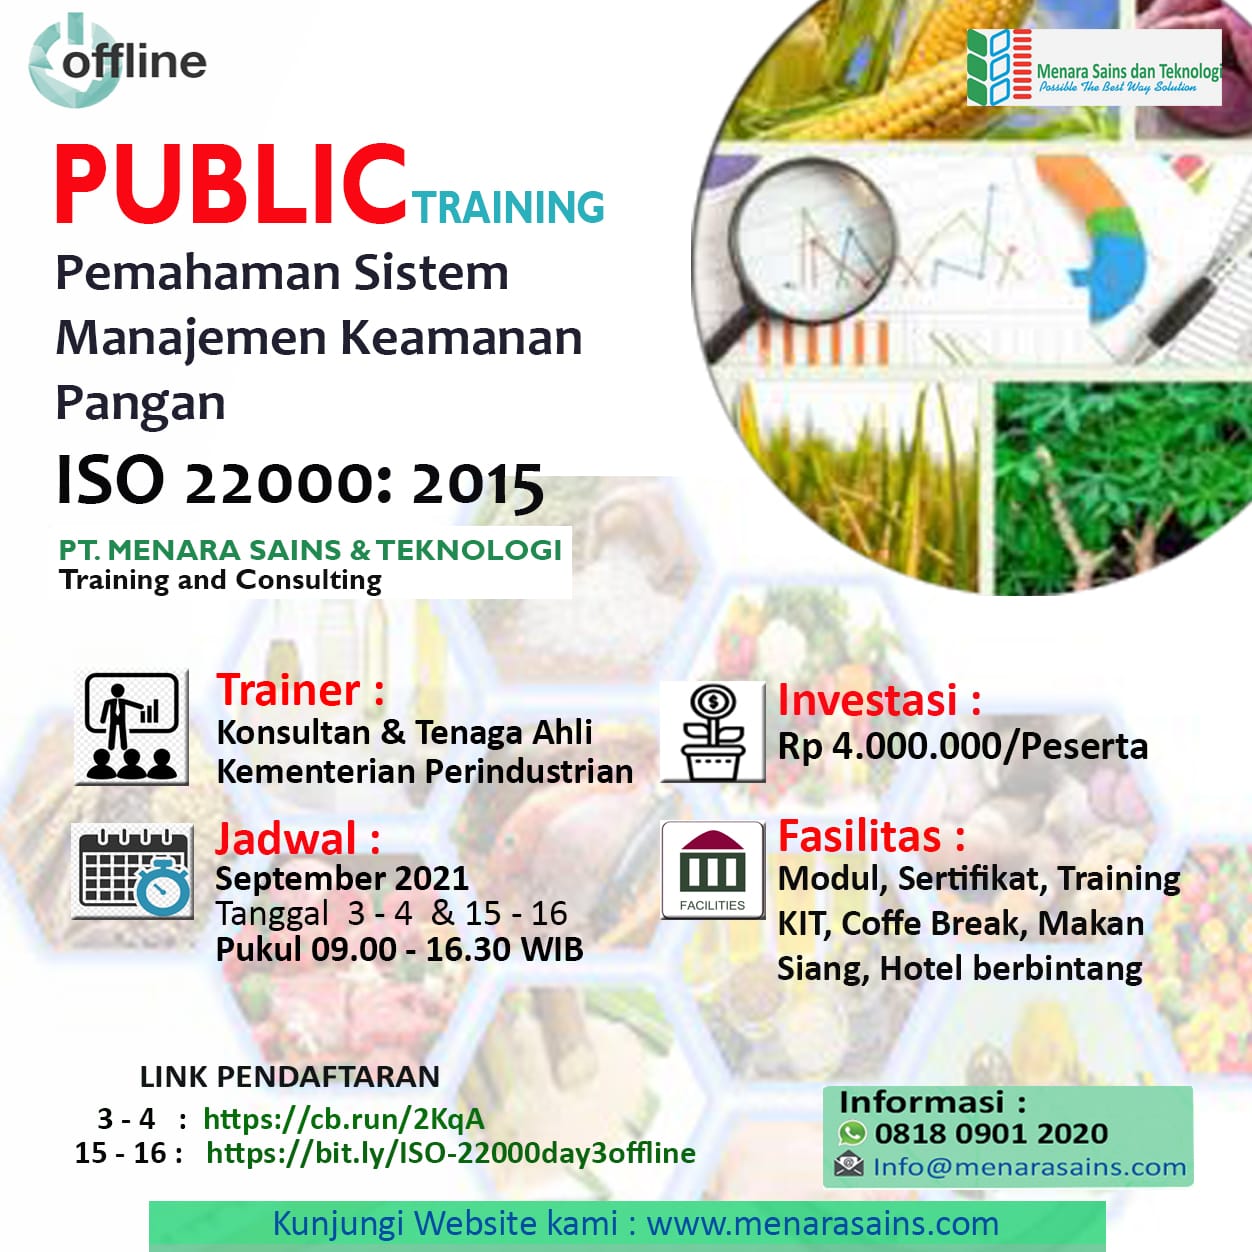 offline
Menara Sains dan Teknologi
Possible The Best Way Solution
PUBLIC TRAINING
Pemahaman Sistem
Manajemen Keamanan
Pangan
ISO 22000: 2015
PT. MENARA SAINS & TEKNOLOGI
Training and Consulting
Trainer :
Konsultan & Tenaga Ahli
Kementerian Perindustrian
Investasi :
Rp 4.000.000/Peserta
Jadwal :
September 2021
Tanggal 3 - 4 & 15 - 16
Pukul 09.00 - 16.30 WIB
FACILITIES
Fasilitas :
Modul, Sertifikat, Training
KIT, Coffe Break, Makan
Siang, Hotel berbintang
LINK PENDAFTARAN
3 - 4 : https://cb.run/2KqA
15 - 16 : https://bit.ly/ISO-22000day3offline
Informasi :
0818 0901 2020
Info@menarasains.com
Kunjungi Website kami : www.menarasains.com